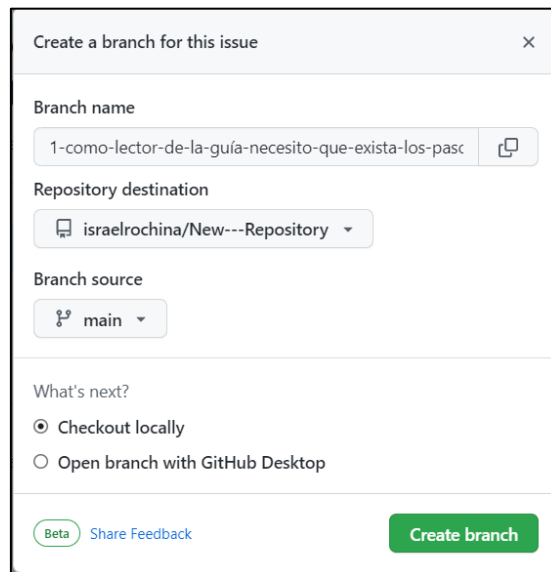 Create a branch for this issue
Branch name
1-como-lector-de-la-guía-necesito-que-exista-los-pasc
Repository destination
israelrochina/New---Repository
Branch source
main
What's next?
Checkout locally
Open branch with GitHub Desktop
Beta Share Feedback Create branch